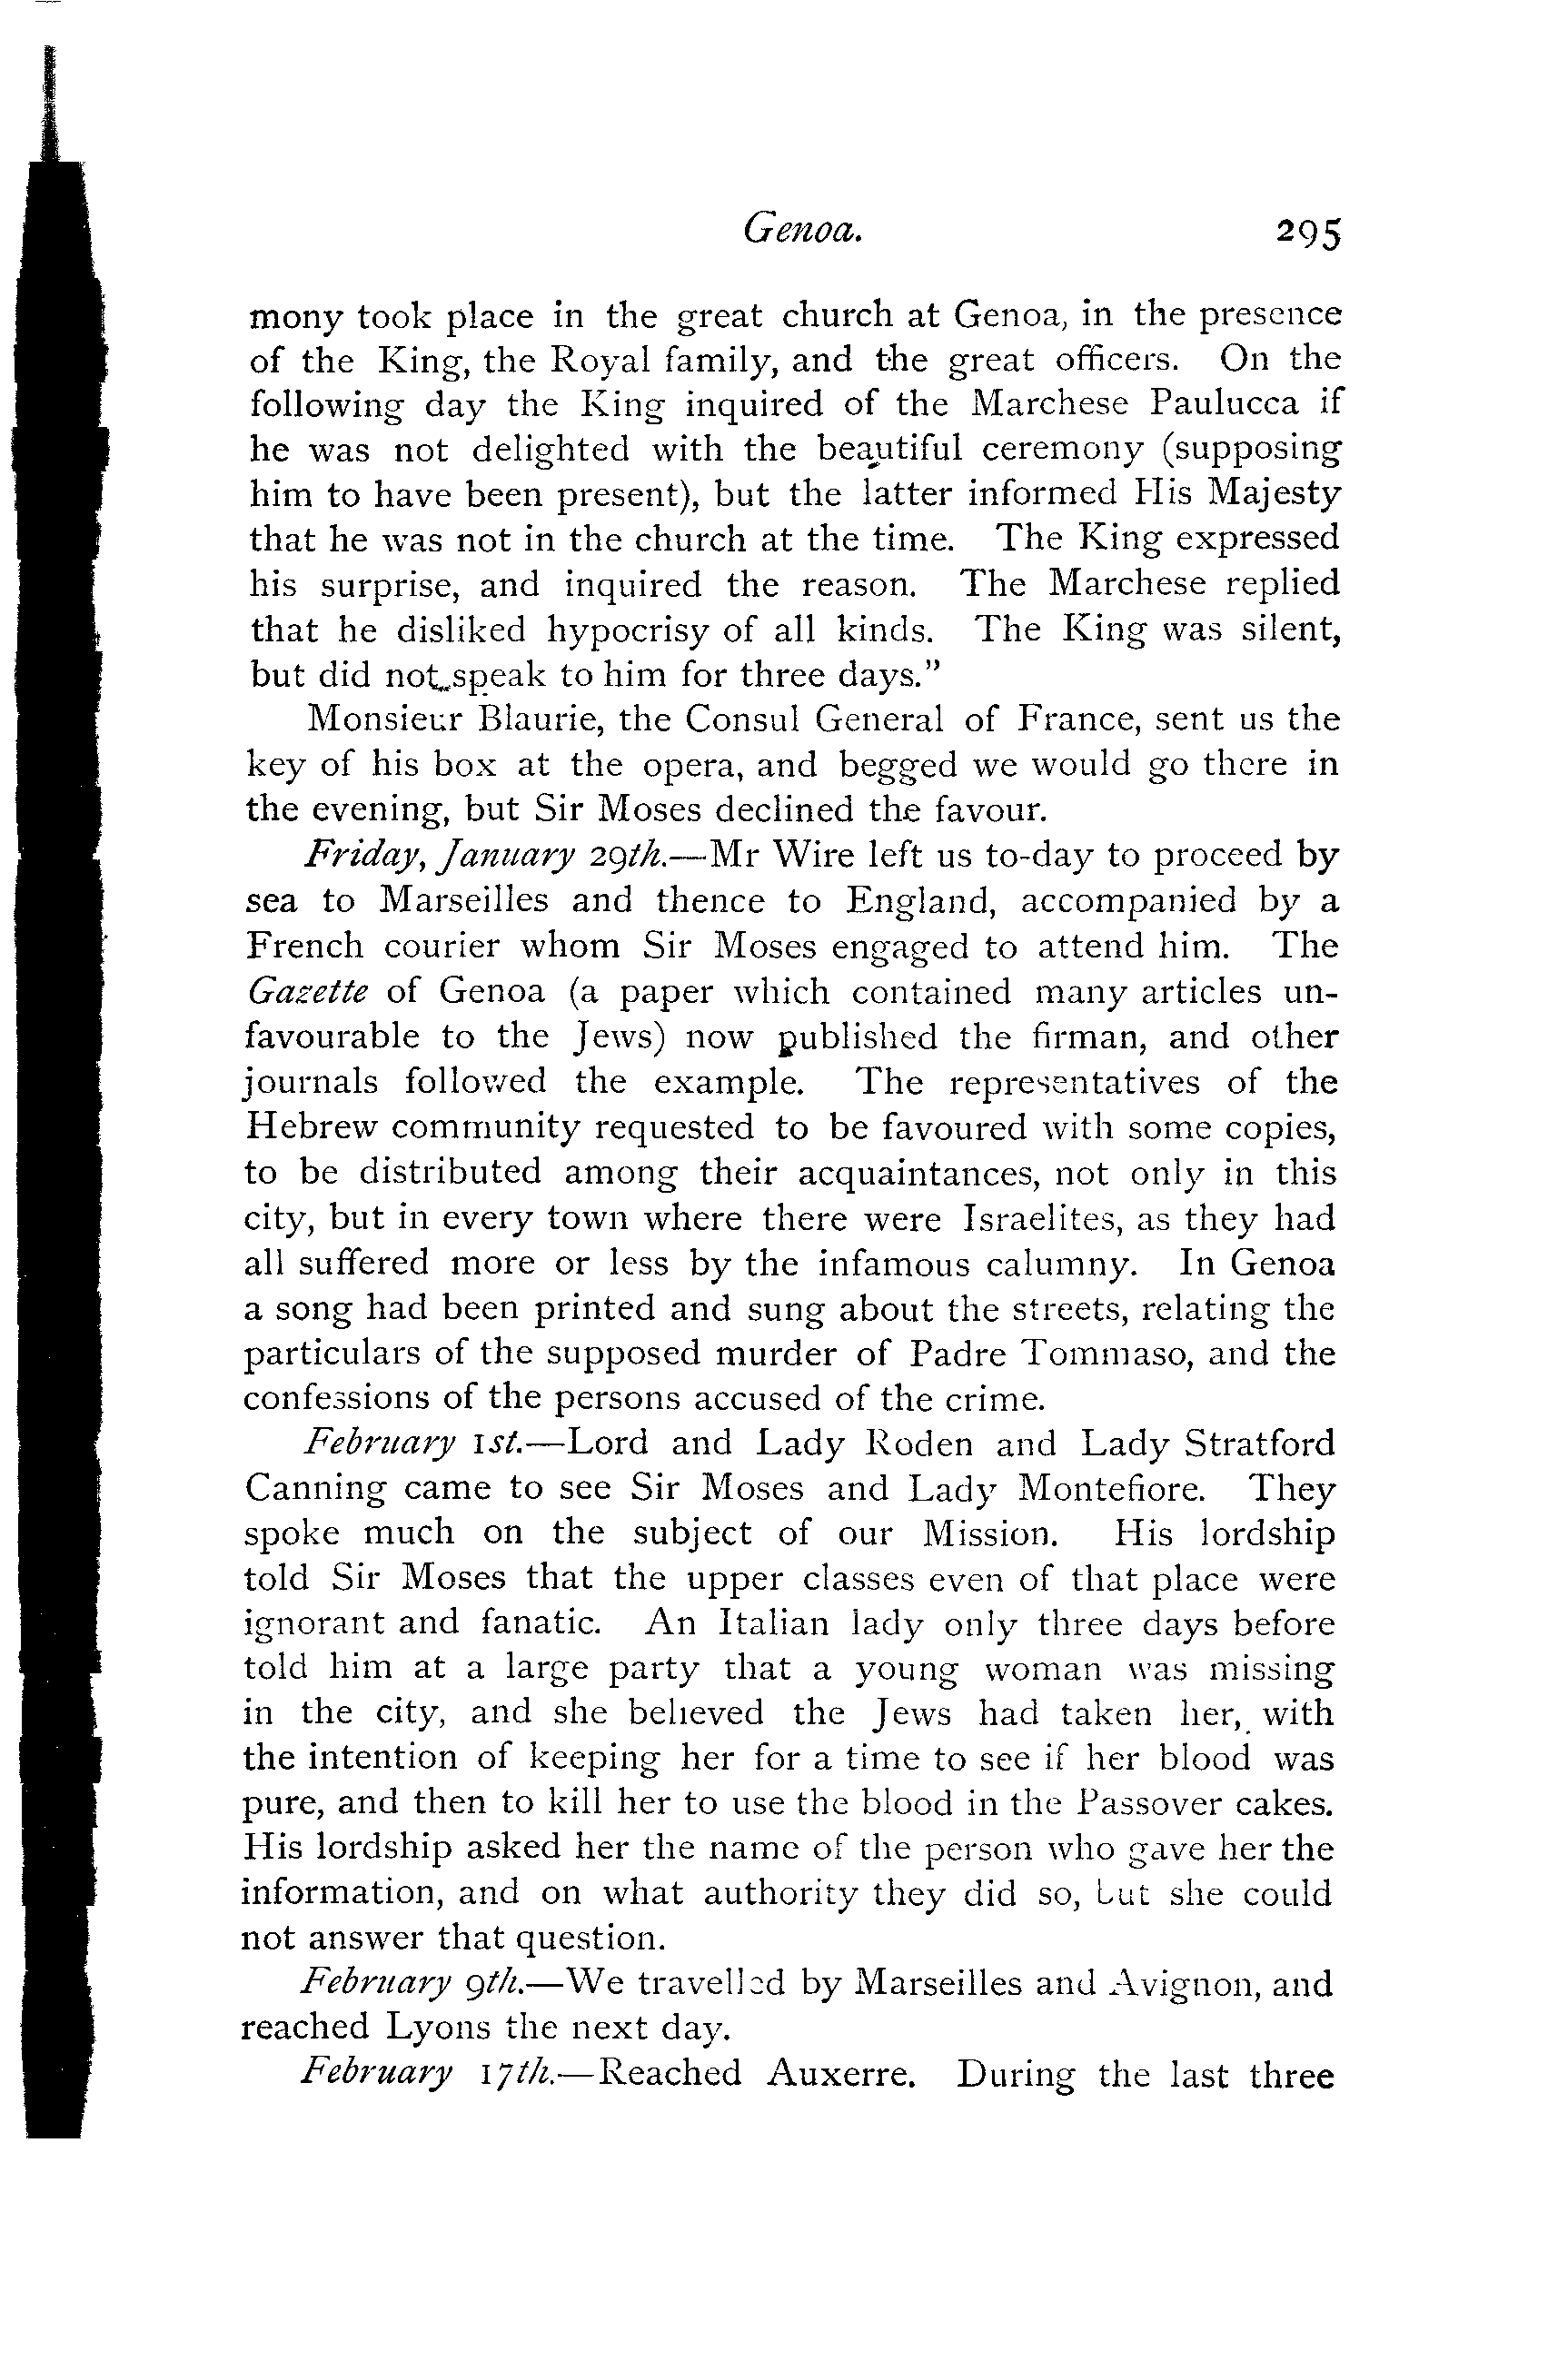 Genoa. 295
mony took place in the great church at Genoa, in the presence
of the King, the Royal family, and the great officers. On the
following day the King inquired of the Marchese Paulucca if
he was not delighted with the beautiful ceremony (supposing
him to have been present), but the latter informed His Majesty
that he was not in the church at the time. The King expressed
his surprise, and inquired the reason. The Marchese replied
that he disliked hypocrisy of all kinds. The King was silent,
but did not speak to him for three days."
Monsieur Blaurie, the Consul General of France, sent us the
key of his box at the opera, and begged we would go there in
the evening, but Sir Moses declined the favour.
Friday, January 29th.—Mr Wire left us to-day to proceed by
sea to Marseilles and thence to England, accompanied by a
French courier whom Sir Moses engaged to attend him. The
Gazette of Genoa (a paper which contained many articles un-
favourable to the Jews) now published the firman, and other
journals followed the example. The representatives of the
Hebrew community requested to be favoured with some copies,
to be distributed among their acquaintances, not only in this
city, but in every town where there were Israelites, as they had
all suffered more or less by the infamous calumny. In Genoa
a song had been printed and sung about the streets, relating the
particulars of the supposed murder of Padre Tommaso, and the
confessions of the persons accused of the crime.
February 1st.—Lord and Lady Roden and Lady Stratford
Canning came to see Sir Moses and Lady Montefiore. They
spoke much on the subject of our Mission. His lordship
told Sir Moses that the upper classes even of that place were
ignorant and fanatic. An Italian lady only three days before
told him at a large party that a young woman was missing
in the city, and she believed the Jews had taken her, with
the intention of keeping her for a time to see if her blood was
pure, and then to kill her to use the blood in the Passover cakes.
His lordship asked her the name of the person who gave her the
information, and on what authority they did so, but she could
not answer that question.
February 9th.—We travelled by Marseilles and Avignon, and
reached Lyons the next day.
February 17th.—Reached Auxerre. During the last three